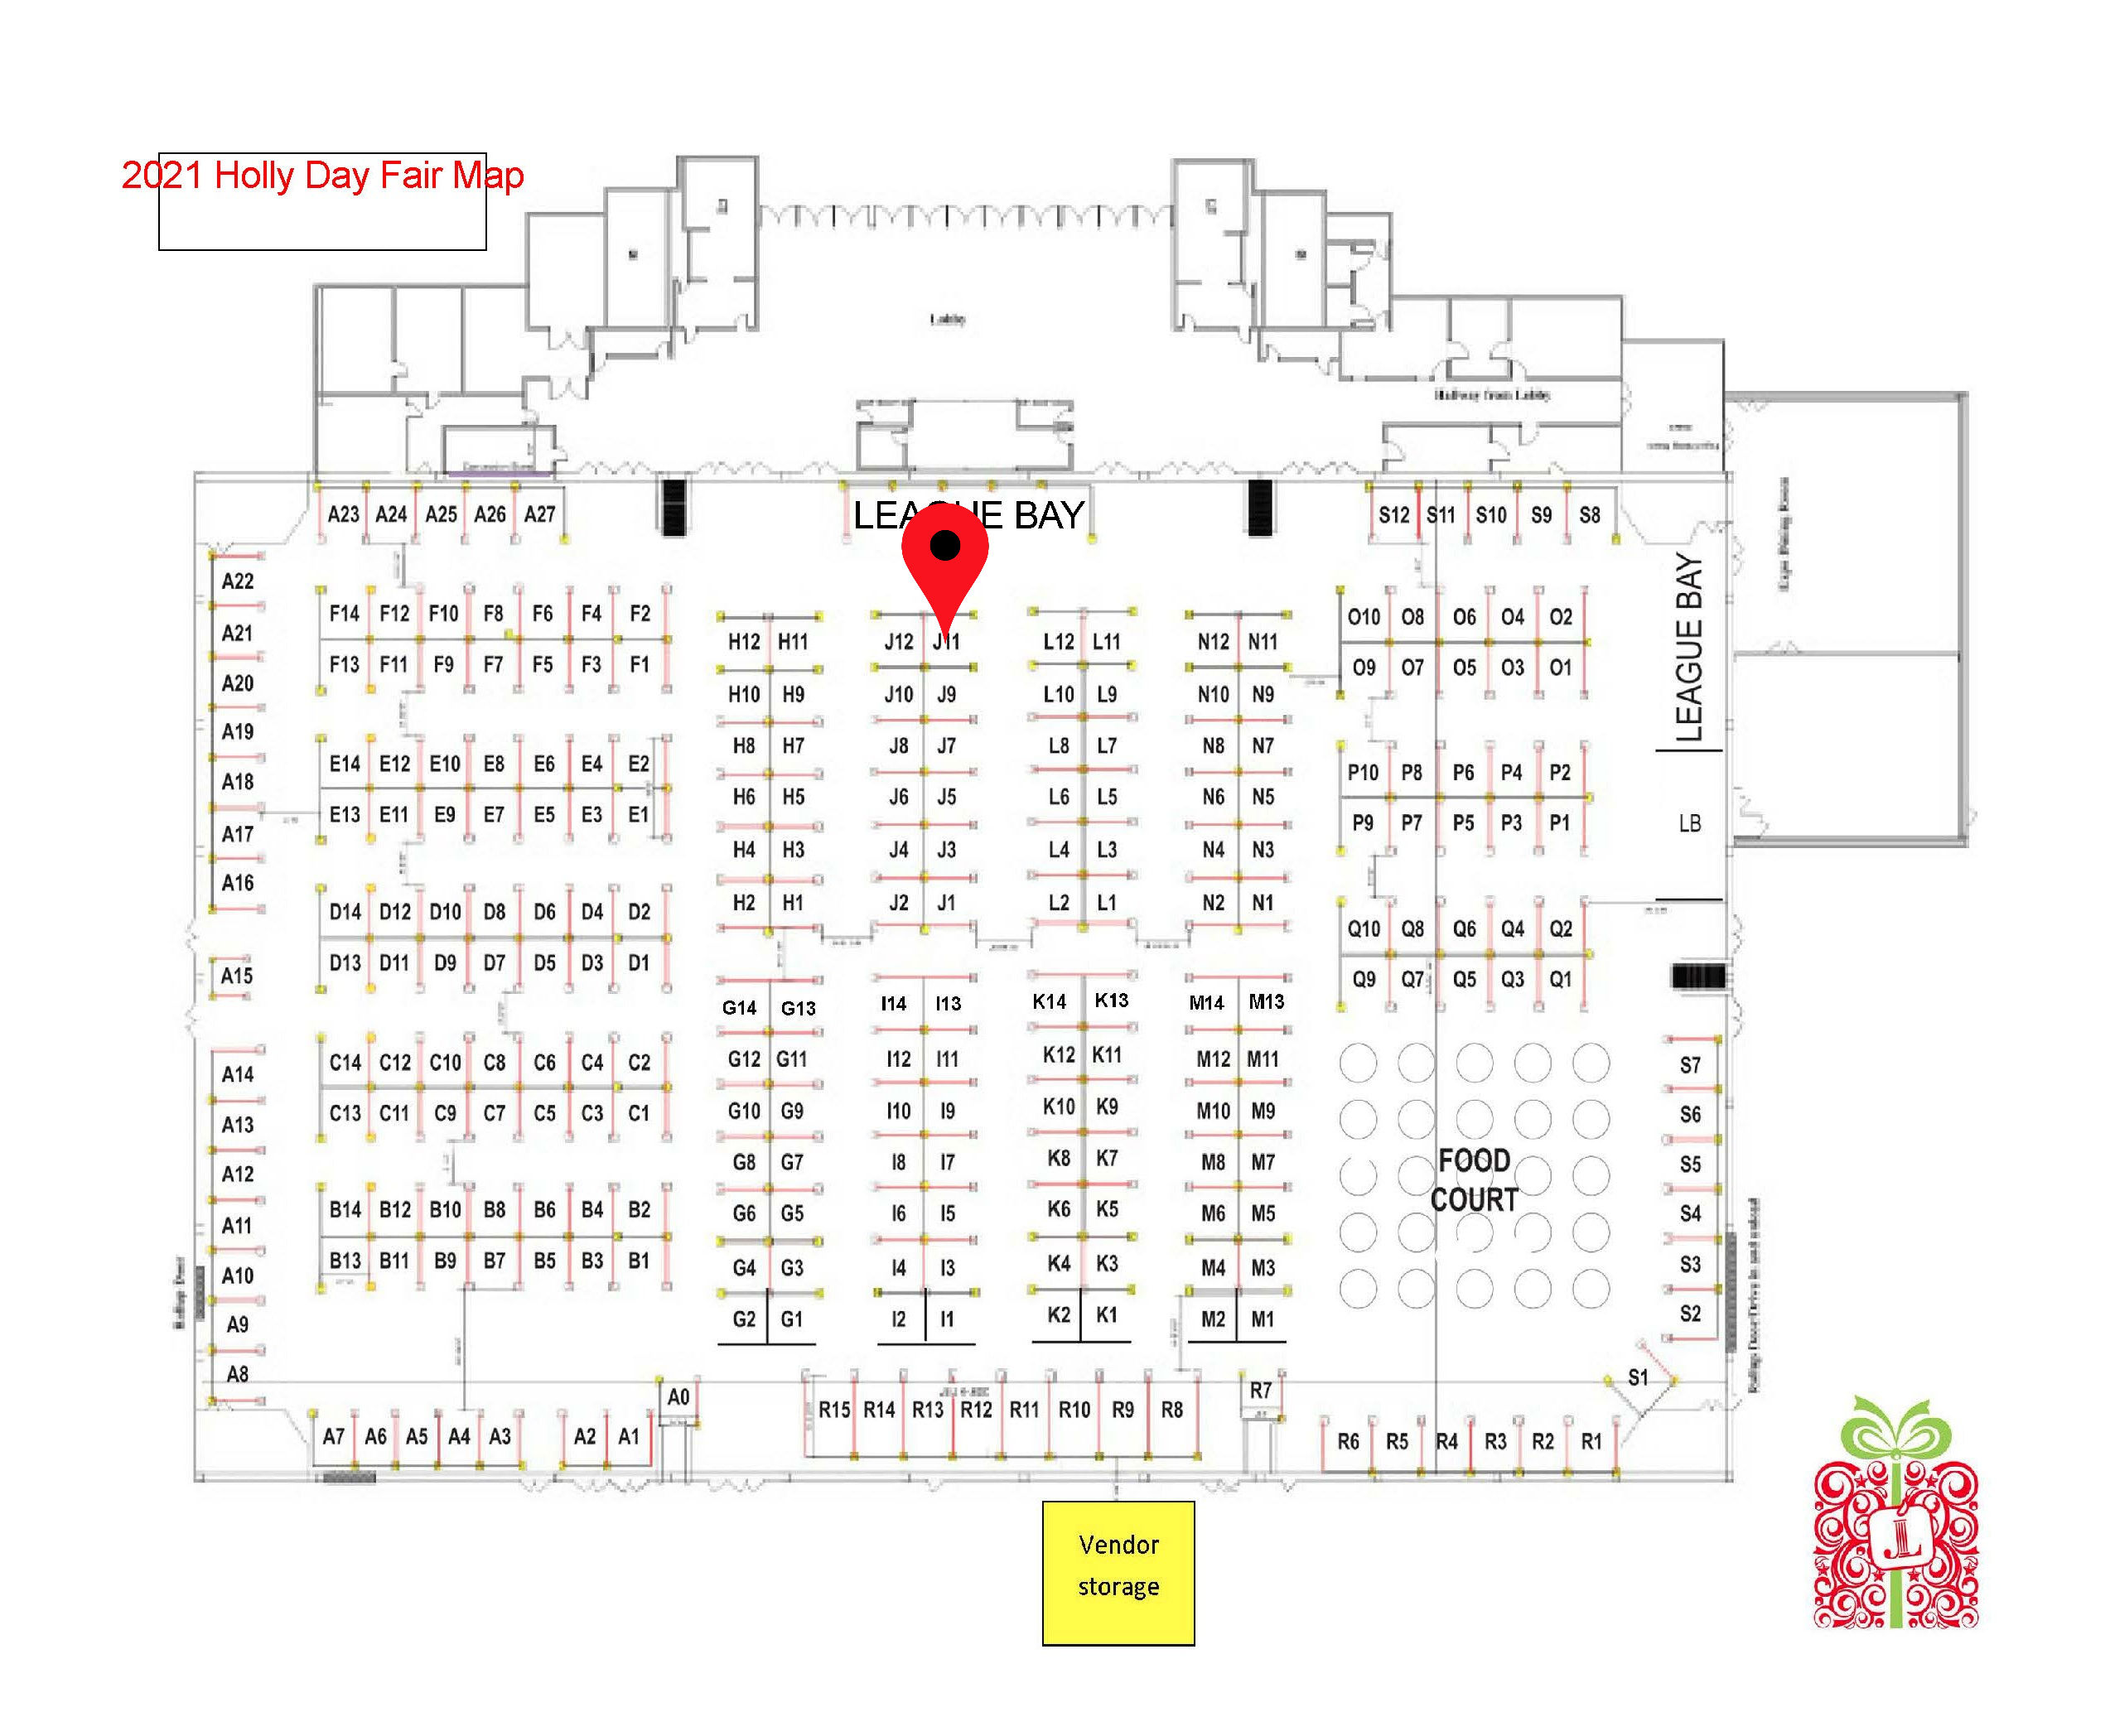 2021 Holly Day Fair Map
Lobby
Hallway from Lobby
LEAGUE BAY
A23 A24 A25 A26 A27
S12 S11 S10 S9 S8
A22
A21
A20
A19
A18
A17
A16
A15
A14
A13
A12
A11
A10
A9
A8
F14 F12 F10 F8 F6 F4 F2
F13 F11 F9 F7 F5 F3 F1
E14 E12 E10 E8 E6 E4 E2
E13 E11 E9 E7 E5 E3 E1
D14 D12 D10 D8 D6 D4 D2
D13 D11 D9 D7 D5 D3 D1
C14 C12 C10 C8 C6 C4 C2
C13 C11 C9 C7 C5 C3 C1
B14 B12 B10 B8 B6 B4 B2
B13 B11 B9 B7 B5 B3 B1
H12 H11 J12 J11 L12 L11 N12 N11
H10 H9 J10 J9 L10 L9 N10 N9
H8 H7 J8 J7 L8 L7 N8 N7
H6 H5 J6 J5 L6 L5 N6 N5
H4 H3 J4 J3 L4 L3 N4 N3
H2 H1 J2 J1 L2 L1 N2 N1
G14 G13 I14 I13 K14 K13 M14 M13
G12 G11 I12 I11 K12 K11 M12 M11
G10 G9 I10 I9 K10 K9 M10 M9
G8 G7 I8 I7 K8 K7 M8 M7
G6 G5 I6 I5 K6 K5 M6 M5
G4 G3 I4 I3 K4 K3 M4 M3
G2 G1 I2 I1 K2 K1 M2 M1
O10 O8 O6 O4 O2
O9 O7 O5 O3 O1
P10 P8 P6 P4 P2
P9 P7 P5 P3 P1
Q10 Q8 Q6 Q4 Q2
Q9 Q7 Q5 Q3 Q1
LEAGUE BAY
LB
FOOD
COURT
S7
S6
S5
S4
S3
S2
S1
Rollup Door
A7 A6 A5 A4 A3 A2 A1
A0
R15 R14 R13 R12 R11 R10 R9 R8
R7
R6 R5 R4 R3 R2 R1
Vendor
storage
JL